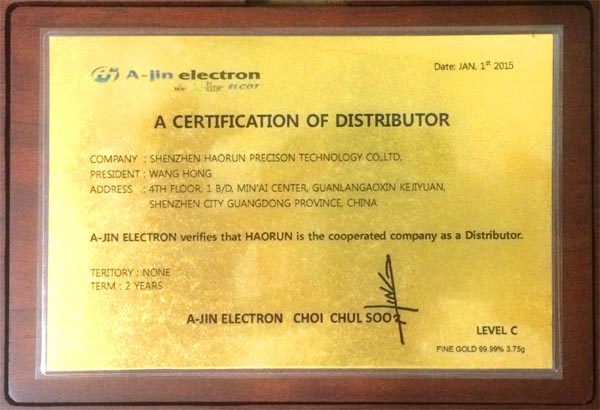 A-jin electron
ELCOT
Date: JAN. 1st 2015
A CERTIFICATION OF DISTRIBUTOR
COMPANY : SHENZHEN HAORUN PRECISON TECHNOLOGY CO.,LTD,
PRESIDENT : WANG HONG
ADDRESS : 4TH FLOOR, 1 B/D, MIN'AI CENTER, GUANLANGAOXIN KEJIYUAN,
SHENZHEN CITY GUANGDONG PROVINCE, CHINA
A-JIN ELECTRON verifies that HAORUN is the cooperated company as a Distributor.
TERITORY : NONE
TERM : 2 YEARS
A-JIN ELECTRON CHOI CHUL SOO
LEVEL C
FINE GOLD 99.99% 3.75g